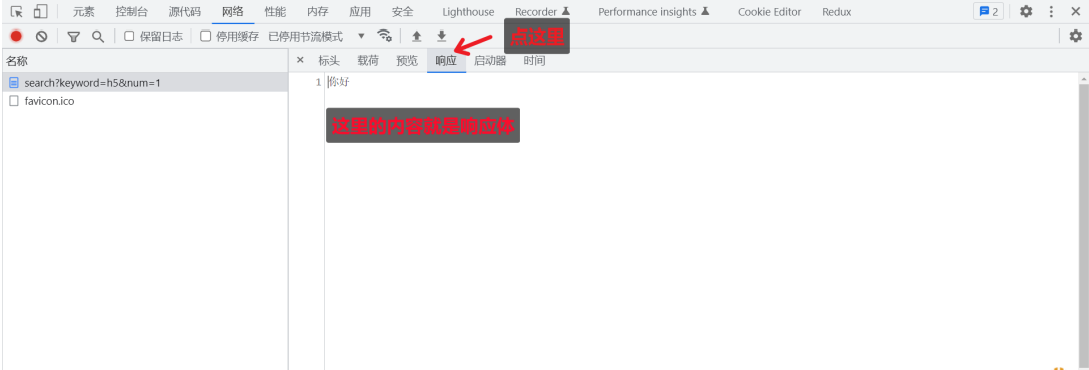 元素 控制台 源代码 网络 性能 内存 应用 安全 Lighthouse Recorder Performance insights Cookie Editor Redux 2
保留日志 停用缓存 已停用节流模式 点这里
名称 标头 载荷 预览 响应 启动器 时间
search?keyword=h5&num=1 1 你好
favicon.ico
这里的内容就是响应体